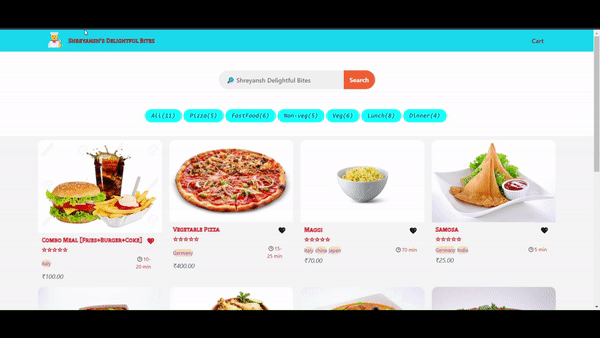 Shreyansh's Delightful Bites
Cart
Shreyansh Delightful Bites
Search
ALL(11) Pizza(5) FastFood(6) Non-veg(5) Veg(6) Lunch(8) Dinner(4)
Combo Meal [Fries+Burger+Coke]
Italy
10-20 min
₹100.00
Vegetable Pizza
Germany
15-25 min
₹400.00
Maggi
Italy China Japan
70 min
₹70.00
Samosa
Germany India
5 min
₹25.00